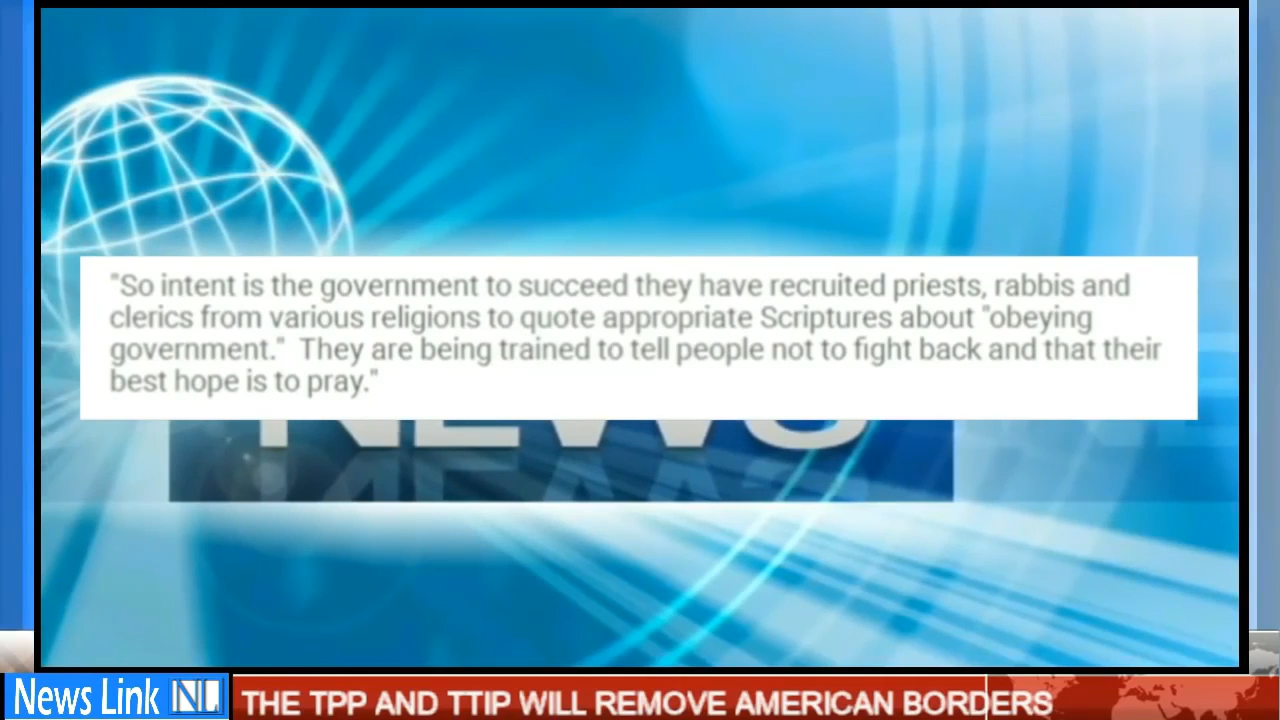 "So intent is the government to succeed they have recruited priests, rabbis and
clerics from various religions to quote appropriate Scriptures about "obeying
government."  They are being trained to tell people not to fight back and that their
best hope is to pray."
NEWS
News Link NL
THE TPP AND TTIP WILL REMOVE AMERICAN BORDERS